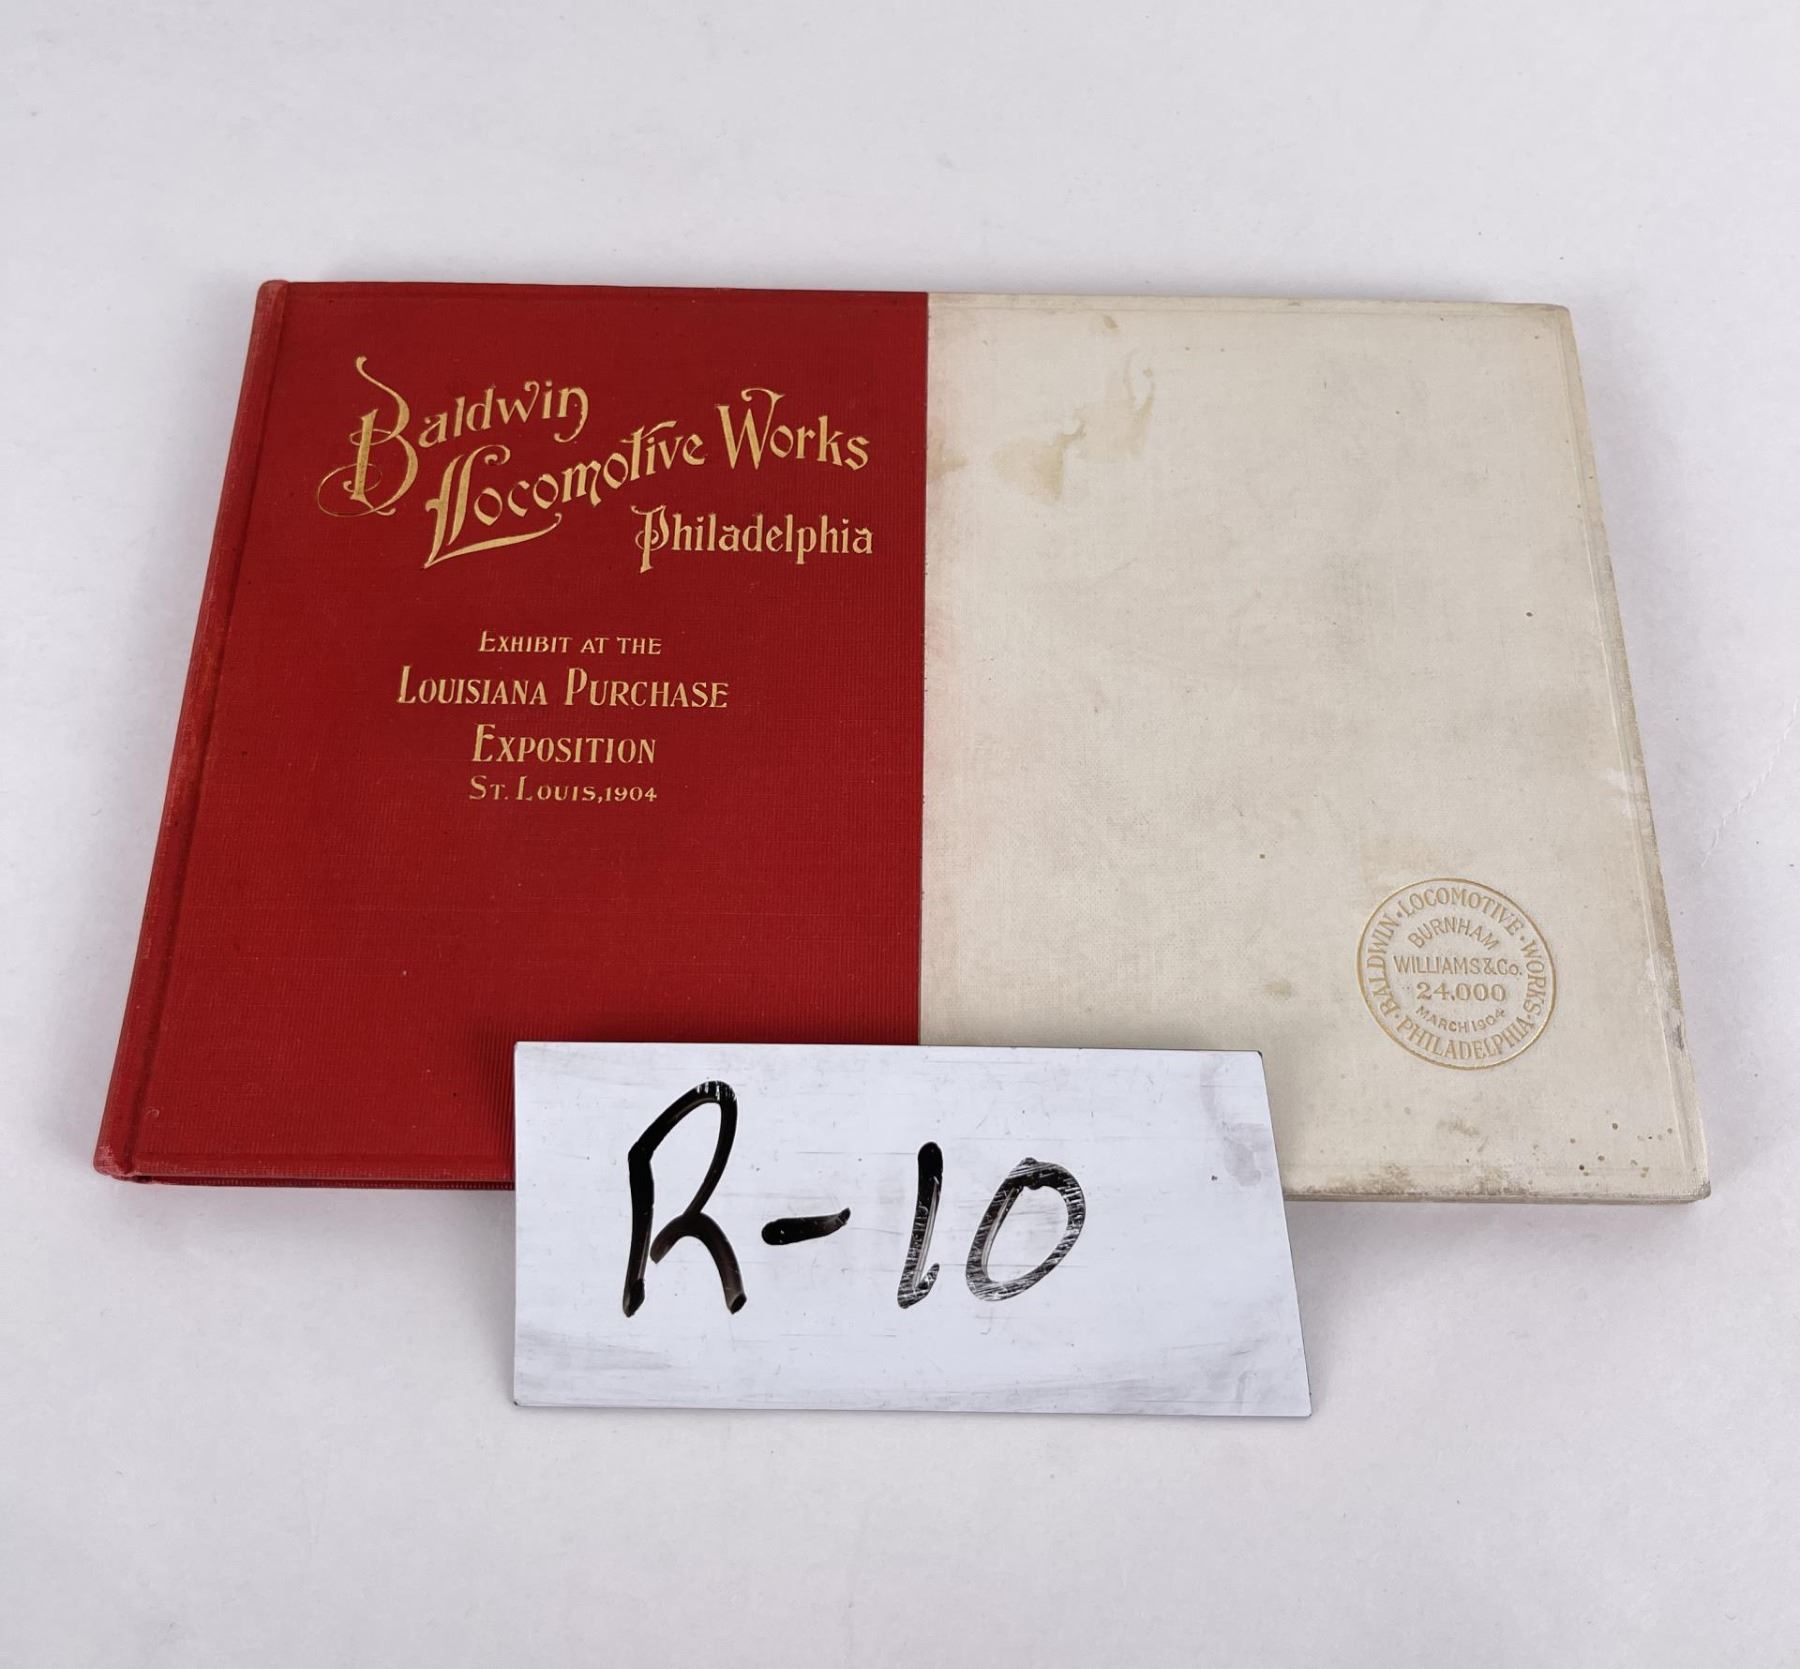 Baldwin
Locomotive Works
Philadelphia
EXHIBIT AT THE
LOUISIANA PURCHASE
EXPOSITION
ST. LOUIS, 1904
BALDWIN · LOCOMOTIVE · WORKS · PHILADELPHIA ·
BURNHAM
WILLIAMS & Co.
24,000
MARCH 1904
R-10